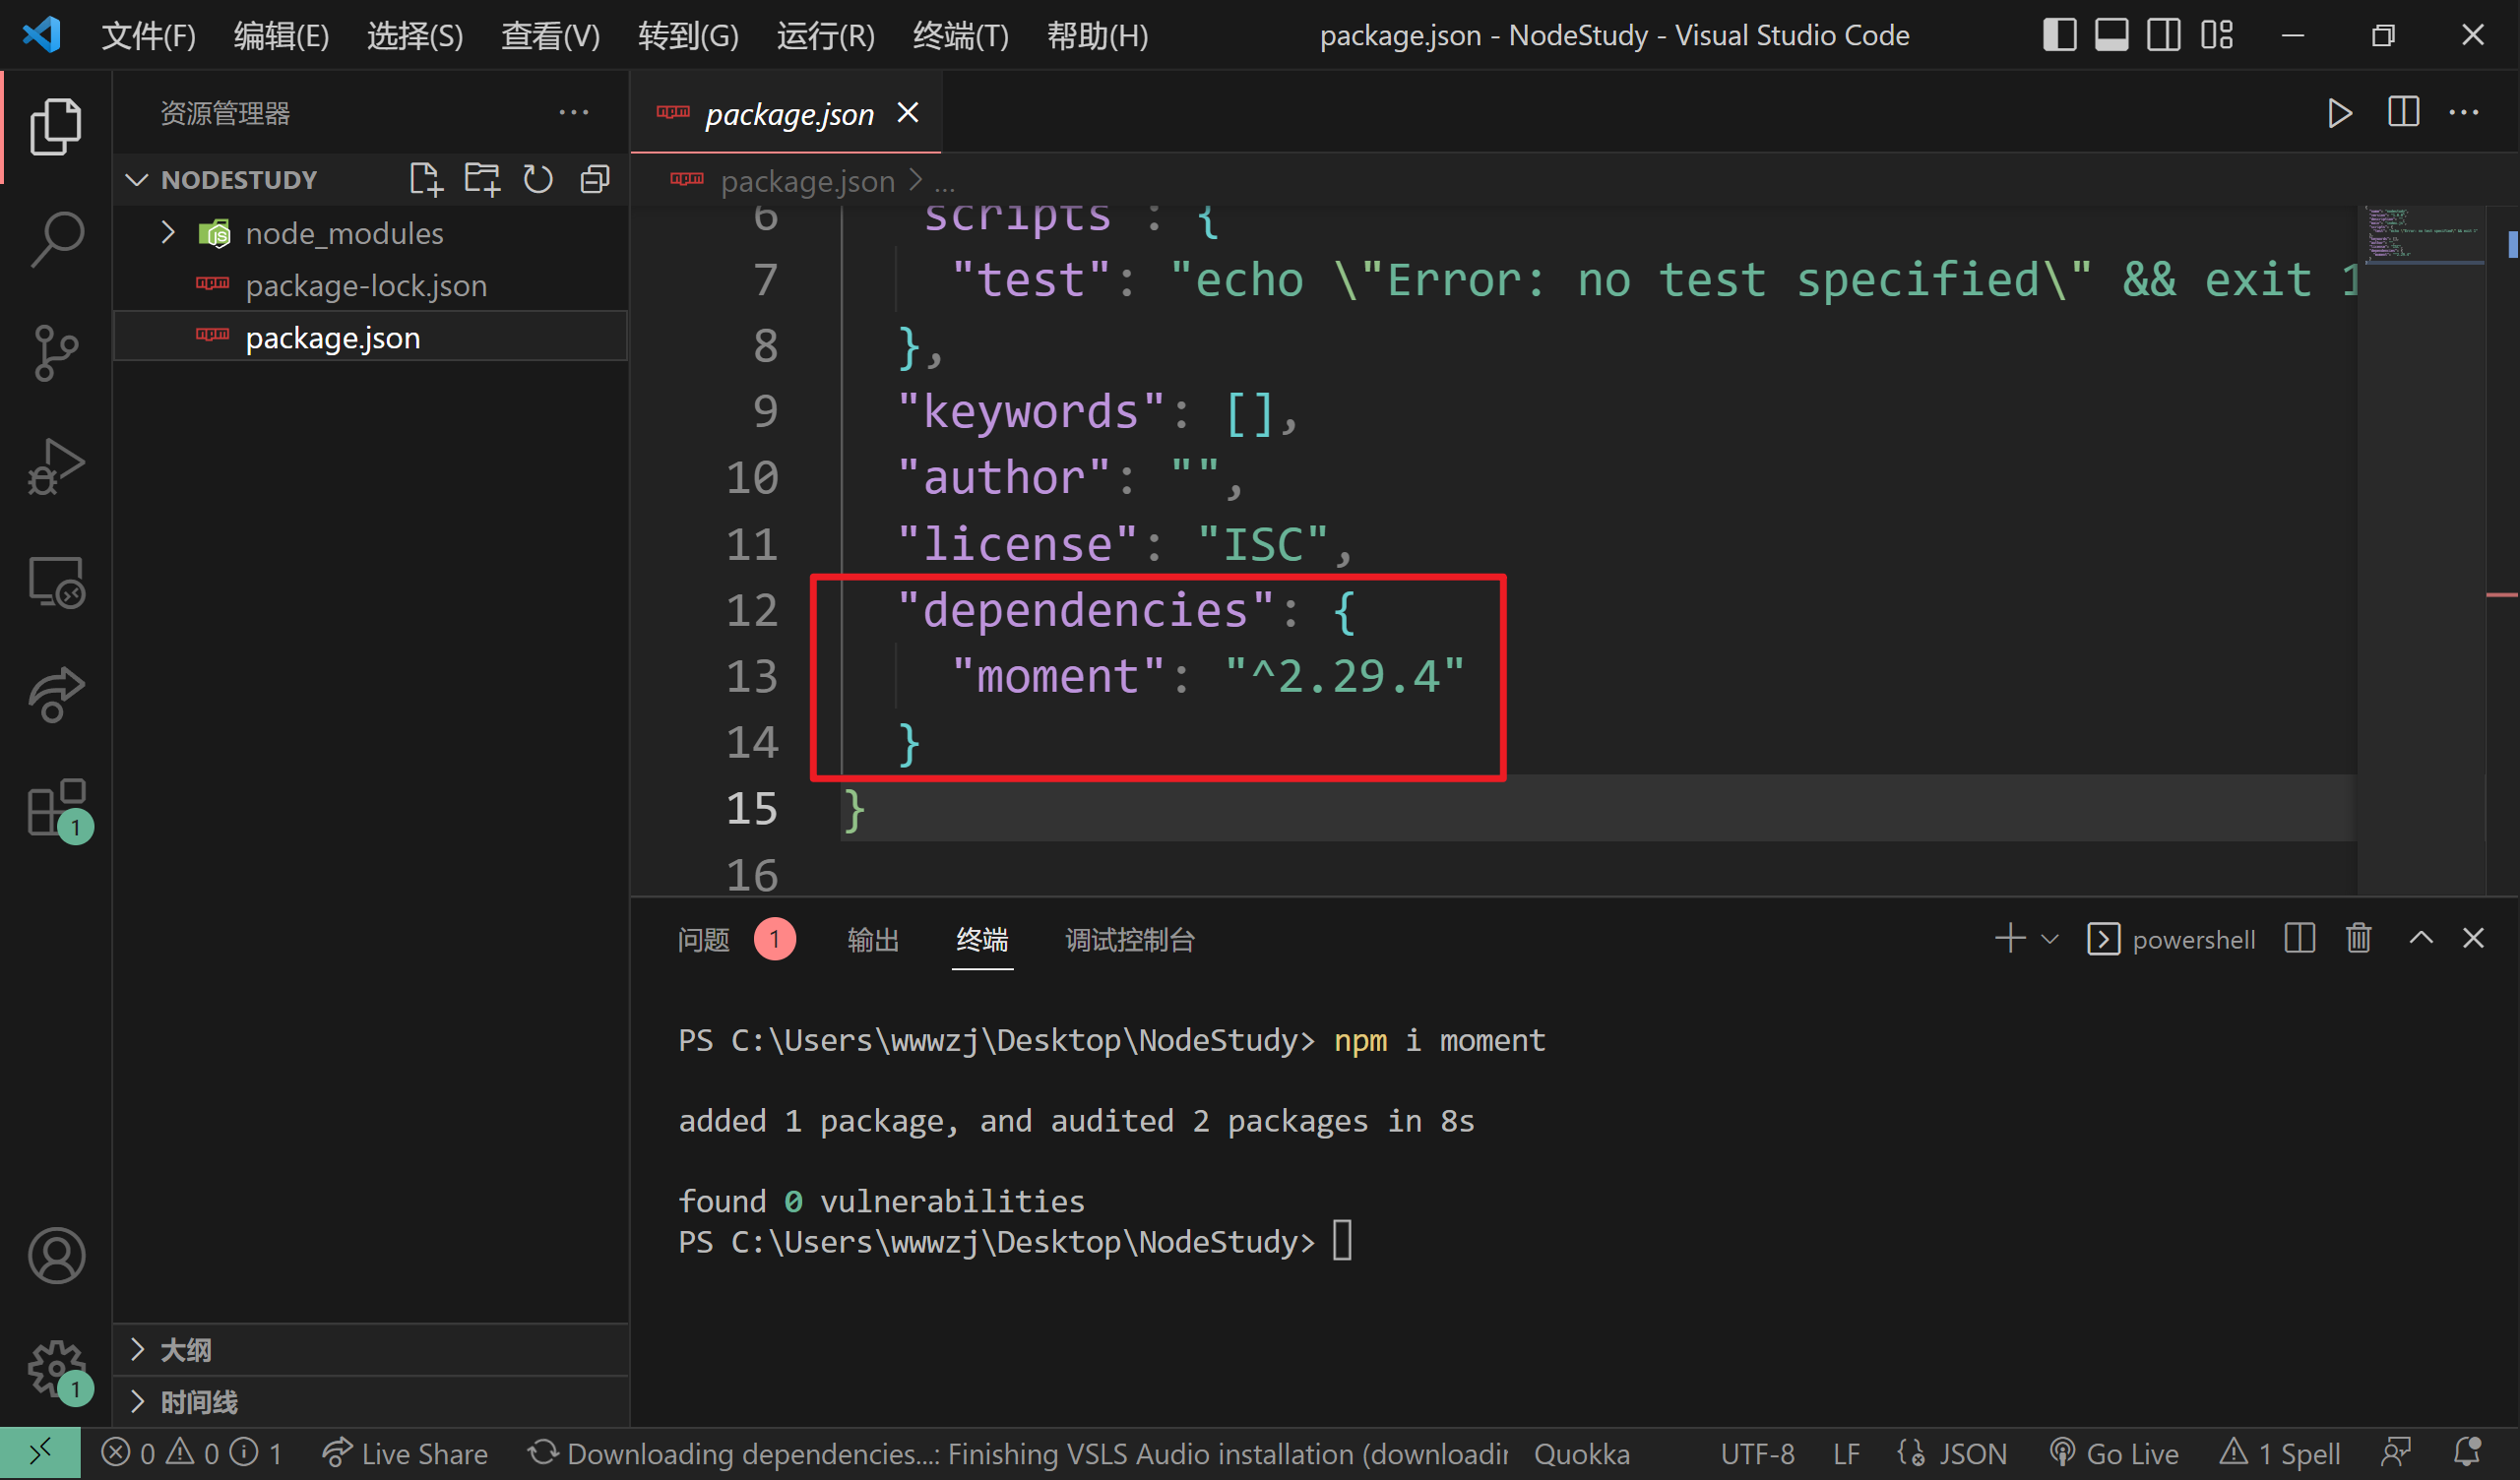 文件(F) 编辑(E) 选择(S) 查看(V) 转到(G) 运行(R) 终端(T) 帮助(H) package.json - NodeStudy - Visual Studio Code
资源管理器
NODESTUDY
node_modules
package-lock.json
package.json
package.json
package.json > ...
6 scripts : {
7 "test": "echo \"Error: no test specified\" && exit 1
8 },
9 "keywords": [],
10 "author": "",
11 "license": "ISC",
12 "dependencies": {
13 "moment": "^2.29.4"
14 }
15 }
16
1
问题 1 输出 终端 调试控制台 powershell
PS C:\Users\wwwzj\Desktop\NodeStudy> npm i moment
added 1 package, and audited 2 packages in 8s
found 0 vulnerabilities
PS C:\Users\wwwzj\Desktop\NodeStudy>
大纲
时间线
1
0 0 1 Live Share Downloading dependencies...: Finishing VSLS Audio installation (downloadin Quokka UTF-8 LF JSON Go Live 1 Spell